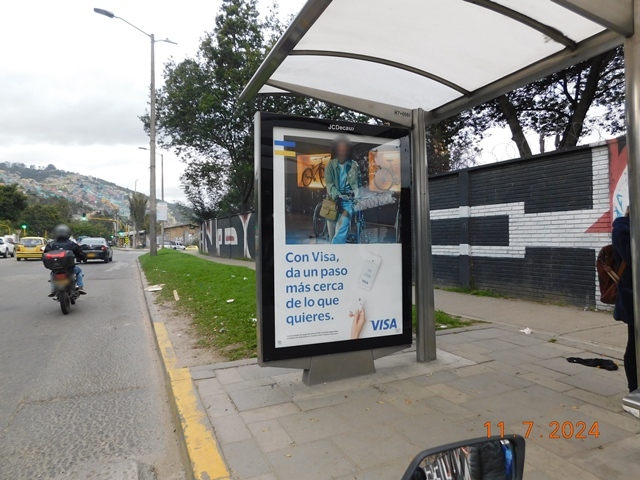 JCDecaux
Con Visa,
da un paso
más cerca
de lo que
quieres.
VISA
11.7.2024